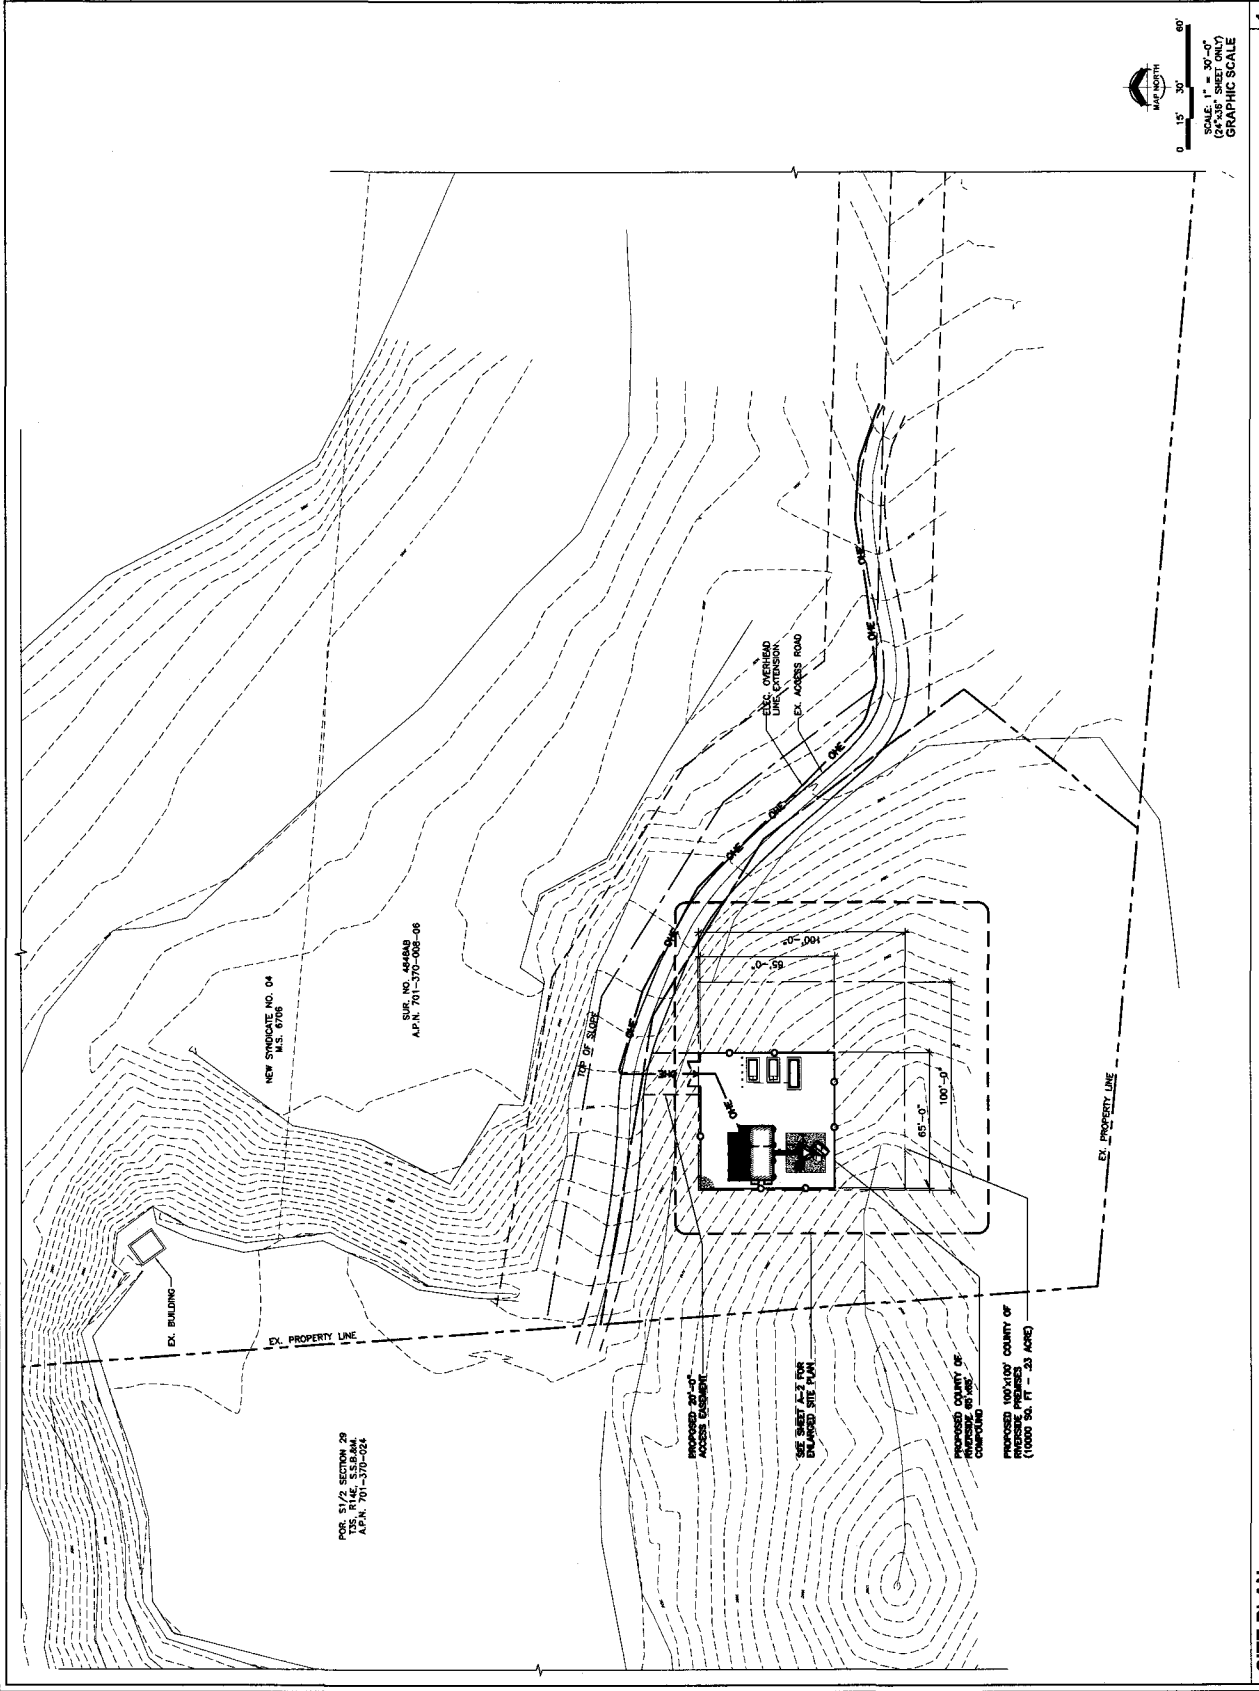 MAP NORTH
0 15' 30' 60'
SCALE: 1" = 30'-0"
(24"x36" SHEET ONLY)
GRAPHIC SCALE
NEW SYNDICATE NO. 04
M.S. 6706
SUR. NO. 4848AB
A.P.N. 701-370-008-06
TOP OF SLOPE
ELEC. OVERHEAD
LINE EXTENSION
EX. ACCESS ROAD
OHE
OHE
OHE
OHE
OHE
OHE
OHE
OHE
100'-0"
65'-0"
65'-0"
100'-0"
EX. PROPERTY LINE
EX. BUILDING
EX. PROPERTY LINE
POR. S1/2 SECTION 29
T3S, R14E, S.S.B.&M.
A.P.N. 701-370-024
PROPOSED 20'-0"
ACCESS EASEMENT
SEE SHEET A-2 FOR
ENLARGED SITE PLAN
PROPOSED COUNTY OF
RIVERSIDE 65'x65'
COMPOUND
PROPOSED 100'x100' COUNTY OF
RIVERSIDE PREMISES
(10000 SQ. FT - .23 ACRE)